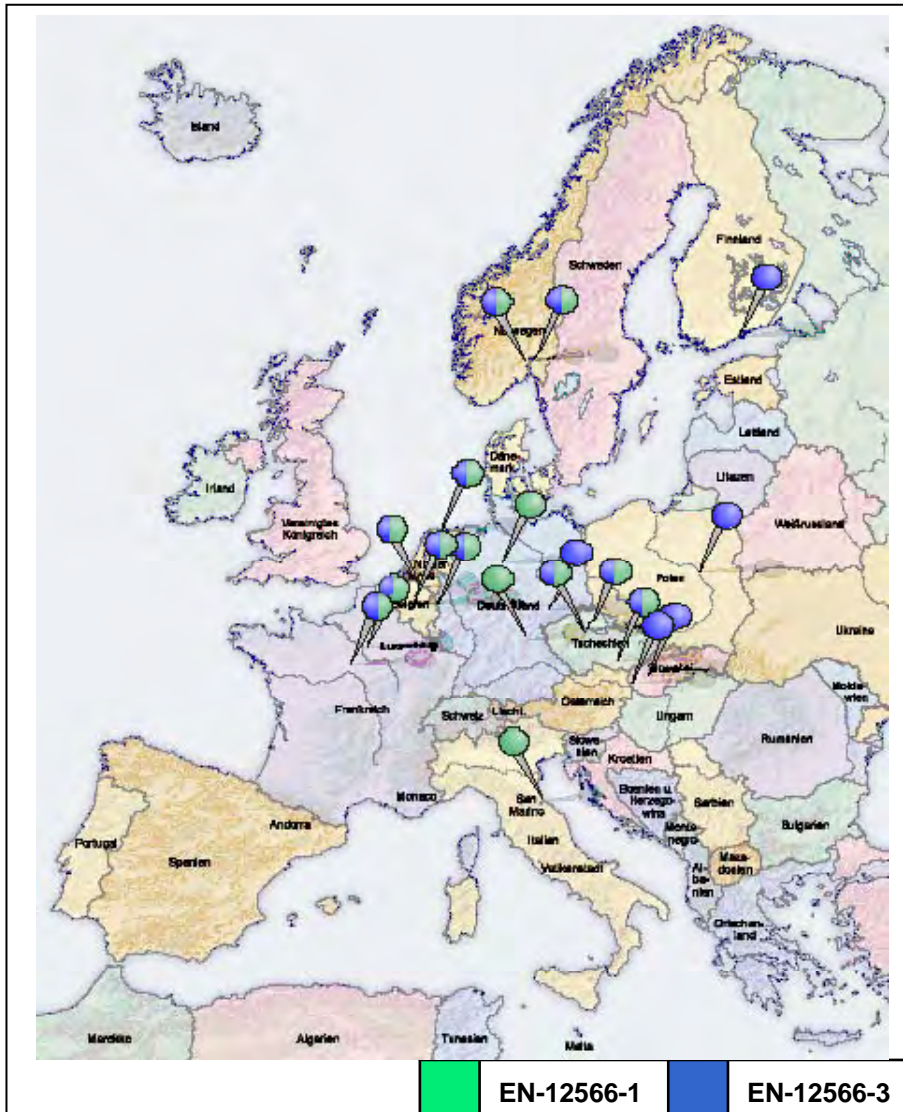 Island
Finnland
Schweden
Norwegen
Estland
Lettland
Däne-
mark
Litauen
Irland
Weißrussland
Vereinigtes
Königreich
Polen
Deutschland
Belgien
Ukraine
Tschechien
Luxemburg
Slowakei
Moldawien
Österreich
Frankreich
Schweiz
Liecht.
Ungarn
Rumänien
Slowe-
nien
Kroatien
Monaco
San
Marino
Bosnien u.
Herzego-
wina
Serbien
Andorra
Monte-
negro
Bulgarien
Portugal
Spanien
Italien
Vatikanstadt
Maze-
donien
Al-
ba-
nien
Griechen-
land
Marokko
Algerien
Tunesien
Malta
EN-12566-1
EN-12566-3